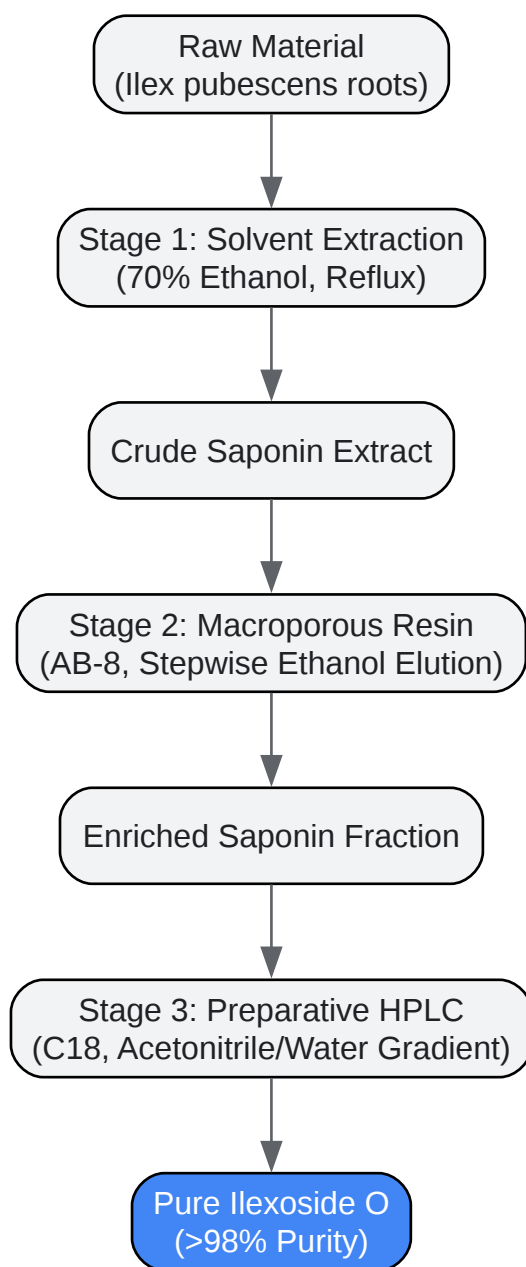 Raw Material
(Ilex pubescens roots)
Stage 1: Solvent Extraction
(70% Ethanol, Reflux)
Crude Saponin Extract
Stage 2: Macroporous Resin
(AB-8, Stepwise Ethanol Elution)
Enriched Saponin Fraction
Stage 3: Preparative HPLC
(C18, Acetonitrile/Water Gradient)
Pure Ilexoside O
(>98% Purity)